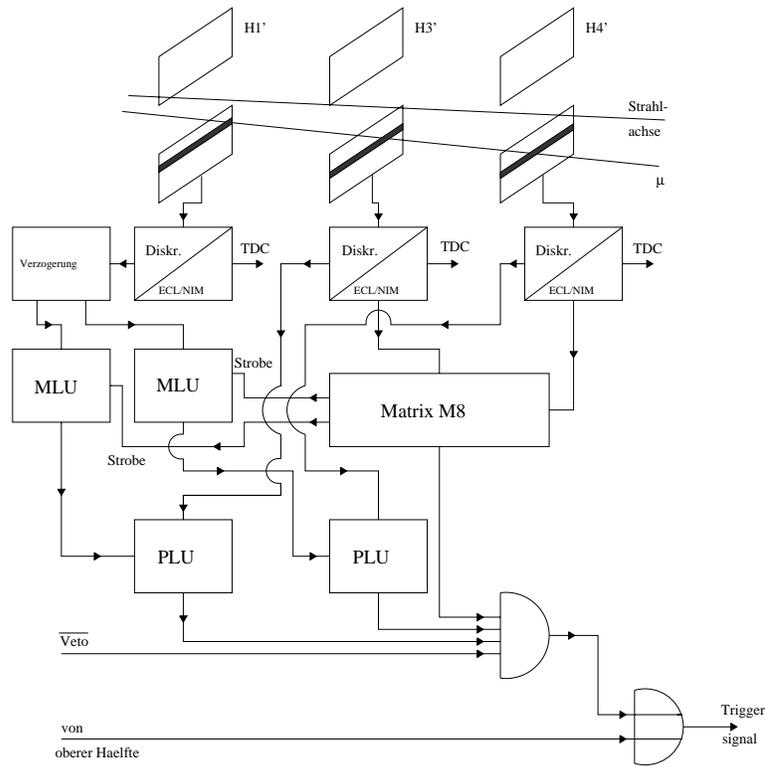 H1’
H3’
H4’
Strahl-
achse
μ
Diskr.
TDC
Diskr.
TDC
Diskr.
TDC
Verzogerung
ECL/NIM
ECL/NIM
ECL/NIM
MLU
MLU
Strobe
Matrix M8
Strobe
PLU
PLU
Veto
Trigger
signal
von
oberer Haelfte